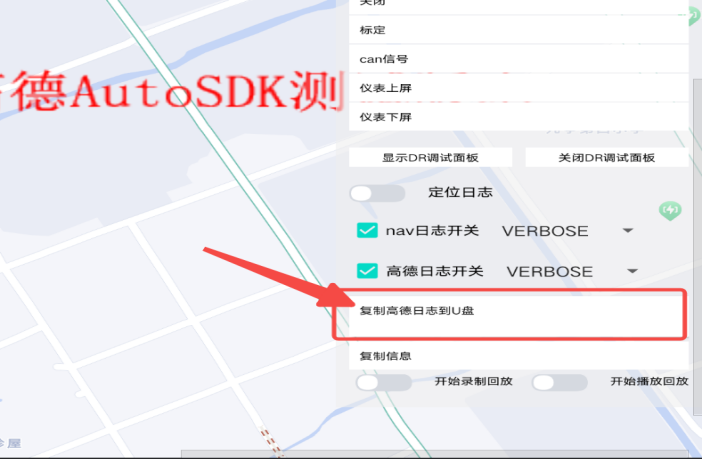 关闭
标定
can信号
德AutoSDK测
仪表上屏
仪表下屏
显示DR调试面板
关闭DR调试面板
定位日志
nav日志开关 VERBOSE
高德日志开关 VERBOSE
复制高德日志到U盘
复制信息
开始录制回放
开始播放回放
屋